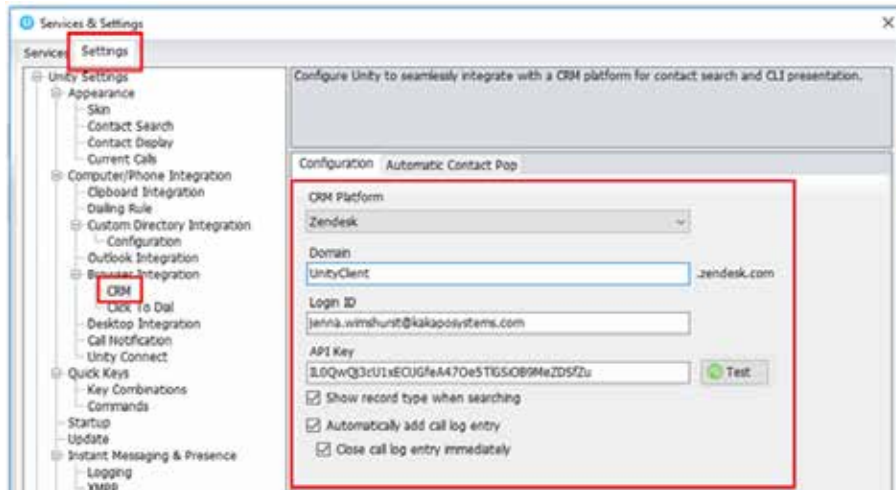 Services & Settings
Services
Settings
Unity Settings
Appearance
Skin
Contact Search
Contact Display
Current Calls
Computer/Phone Integration
Clipboard Integration
Dialing Rule
Custom Directory Integration
Configuration
Outlook Integration
Browser Integration
CRM
Click To Dial
Desktop Integration
Call Notification
Unity Connect
Quick Keys
Key Combinations
Commands
Startup
Update
Instant Messaging & Presence
Logging
XMPP
Configure Unity to seamlessly integrate with a CRM platform for contact search and CLI presentation.
Configuration
Automatic Contact Pop
CRM Platform
Zendesk
Domain
UnityClient .zendesk.com
Login ID
jenna.wimshurst@kakaposystems.com
API Key
Test
Show record type when searching
Automatically add call log entry
Close call log entry immediately